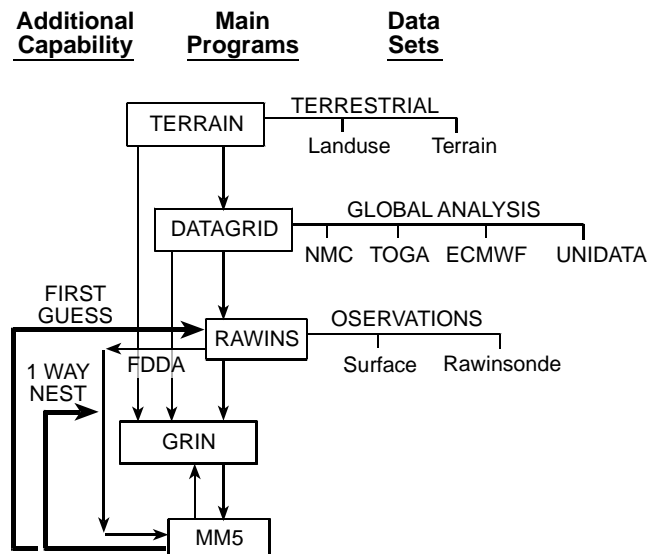 Additional Capability
Main Programs
Data Sets
TERRAIN
TERRESTRIAL
Landuse
Terrain
DATAGRID
GLOBAL ANALYSIS
NMC
TOGA
ECMWF
UNIDATA
FIRST GUESS
RAWINS
OSERVATIONS
Surface
Rawinsonde
FDDA
1 WAY NEST
GRIN
MM5